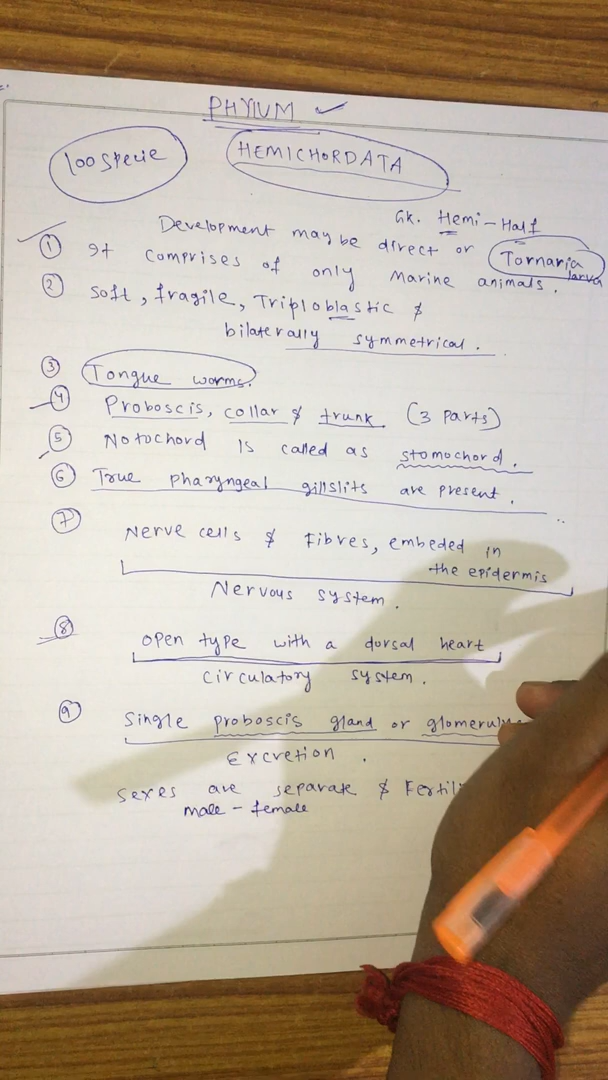 PHYlUM ✓
100 specie
HEMICHORDATA
Gk. Hemi-Half
Development may be direct or Tornaria larva
① It comprises of only Marine animals.
② Soft, fragile, Triploblastic &
bilaterally symmetrical.
③ Tongue worms.
④ Proboscis, collar & trunk (3 parts)
⑤ Notochord is called as stomochord.
⑥ True pharyngeal gillslits are present.
⑦ Nerve cells & Fibres, embeded in
the epidermis
Nervous system.
⑧ open type with a dorsal heart
circulatory system.
⑨ Single proboscis gland or
Excretion.
Sexes are separate &
male - female